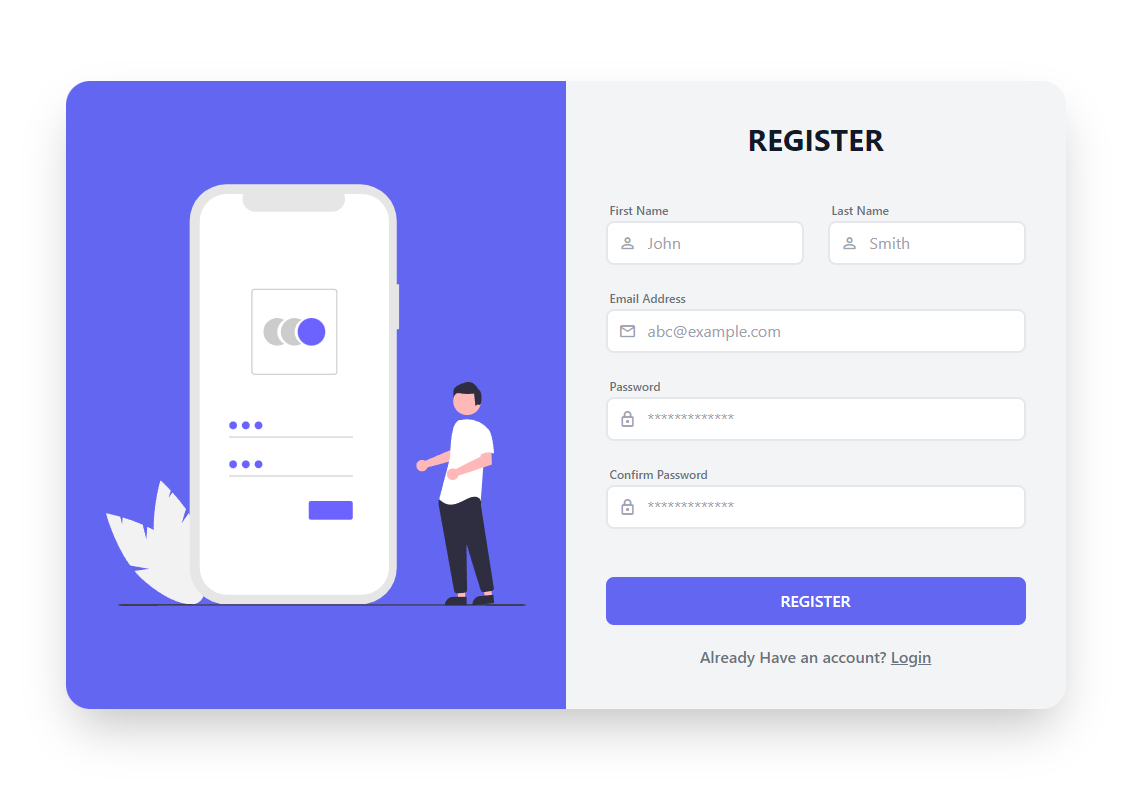 REGISTER
First Name
Last Name
John
Smith
Email Address
abc@example.com
Password
*************
Confirm Password
*************
REGISTER
Already Have an account? Login